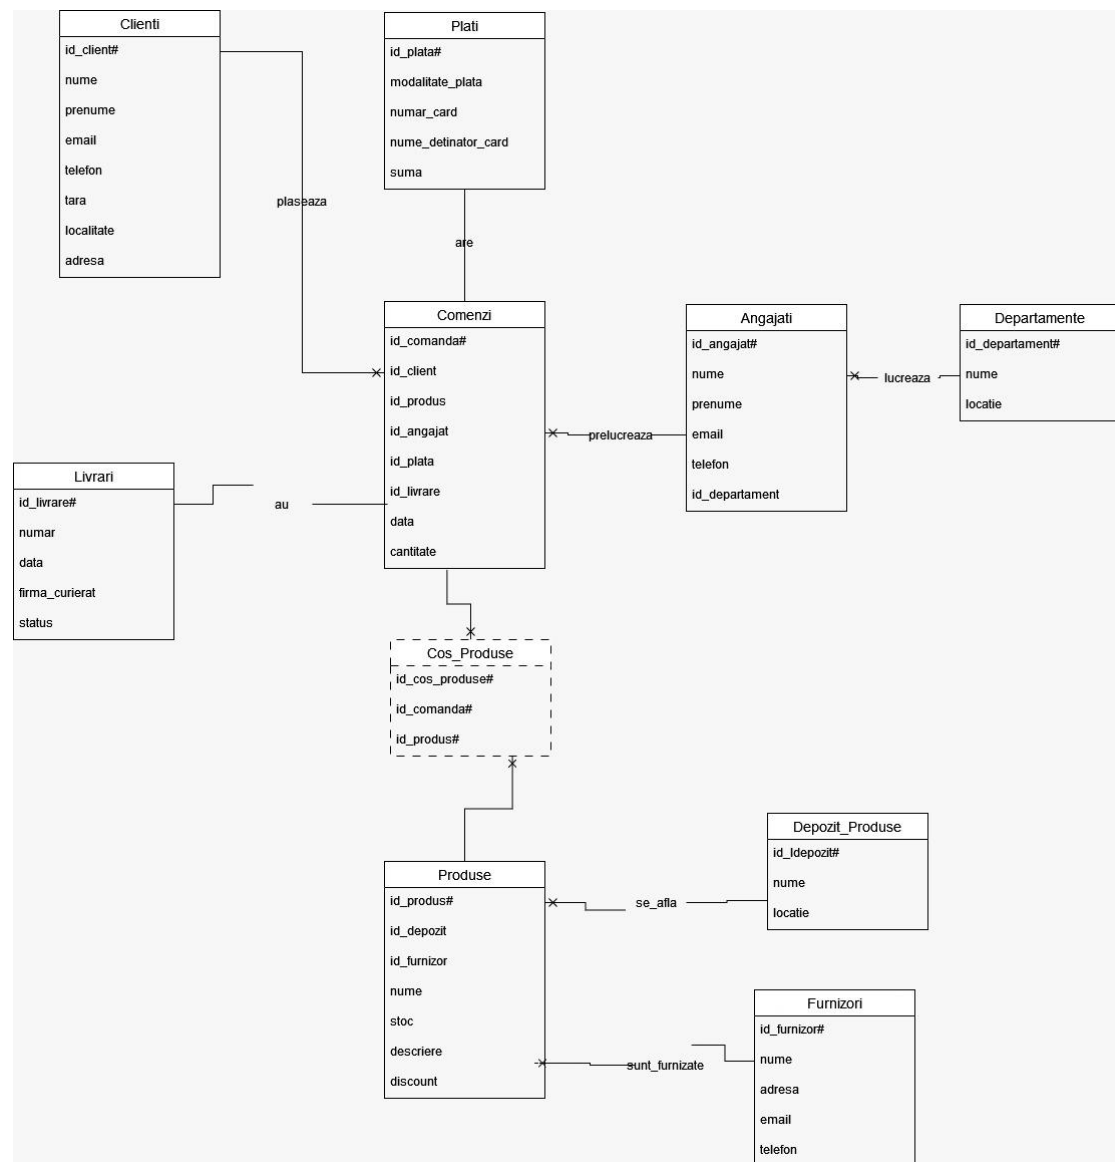 Clienti
id_client#
nume
prenume
email
telefon
tara
localitate
adresa
Plati
id_plata#
modalitate_plata
numar_card
nume_detinator_card
suma
plaseaza
are
Comenzi
id_comanda#
id_client
id_produs
id_angajat
id_plata
id_livrare
data
cantitate
Angajati
id_angajat#
nume
prenume
email
telefon
id_departament
Departamente
id_departament#
nume
locatie
lucreaza
prelucreaza
Livrari
id_livrare#
numar
data
firma_curierat
status
au
Cos_Produse
id_cos_produse#
id_comanda#
id_produs#
Produse
id_produs#
id_depozit
id_furnizor
nume
stoc
descriere
discount
Depozit_Produse
id_ldepozit#
nume
locatie
se_afla
Furnizori
id_furnizor#
nume
adresa
email
telefon
sunt_furnizate